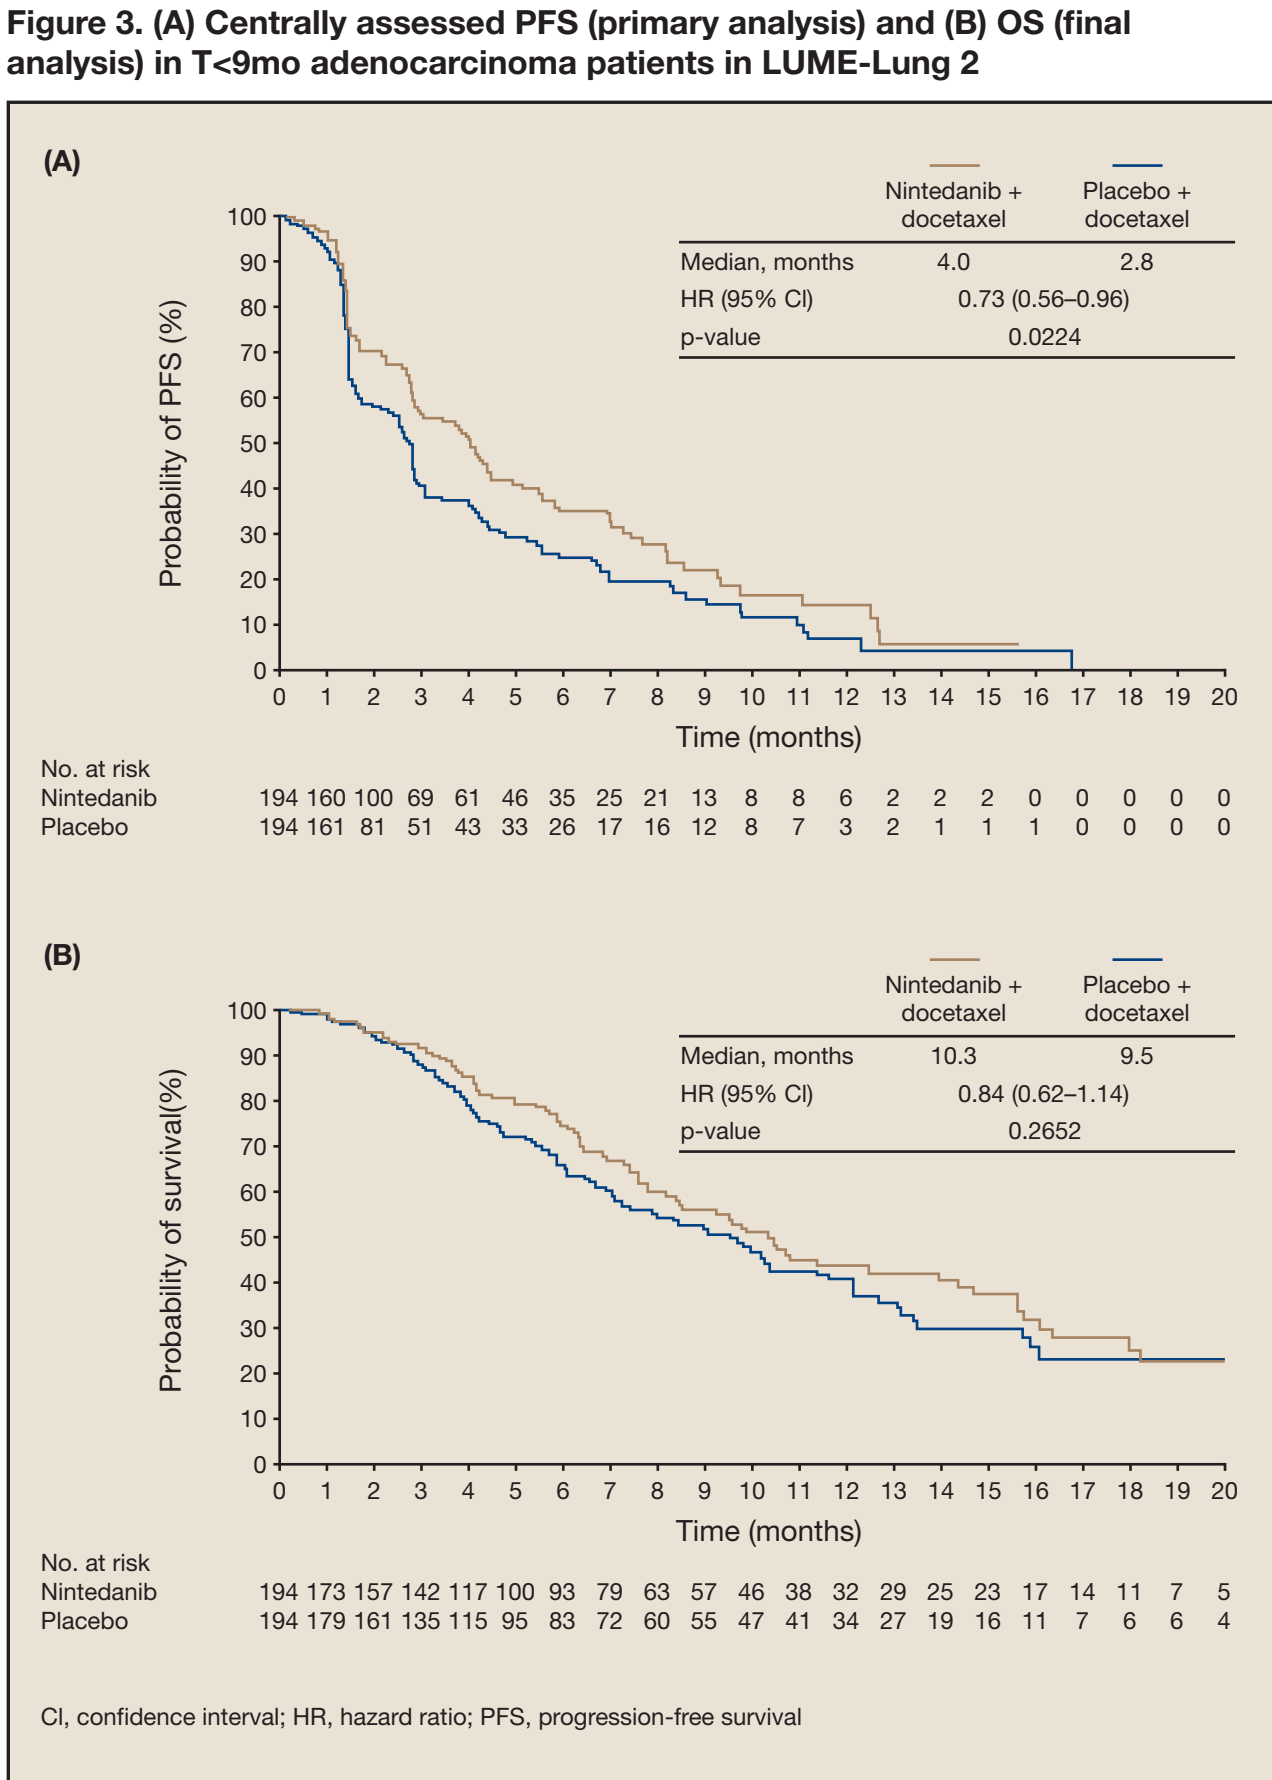 Figure 3. (A) Centrally assessed PFS (primary analysis) and (B) OS (final
analysis) in T<9mo adenocarcinoma patients in LUME-Lung 2
(A)
Nintedanib + docetaxel
Placebo + docetaxel
Median, months 4.0 2.8
HR (95% CI) 0.73 (0.56–0.96)
p-value 0.0224
Probability of PFS (%)
100
90
80
70
60
50
40
30
20
10
0
0 1 2 3 4 5 6 7 8 9 10 11 12 13 14 15 16 17 18 19 20
Time (months)
No. at risk
Nintedanib 194 160 100 69 61 46 35 25 21 13 8 8 6 2 2 2 0 0 0 0 0
Placebo 194 161 81 51 43 33 26 17 16 12 8 7 3 2 1 1 1 0 0 0 0
(B)
Nintedanib + docetaxel
Placebo + docetaxel
Median, months 10.3 9.5
HR (95% CI) 0.84 (0.62–1.14)
p-value 0.2652
Probability of survival(%)
100
90
80
70
60
50
40
30
20
10
0
0 1 2 3 4 5 6 7 8 9 10 11 12 13 14 15 16 17 18 19 20
Time (months)
No. at risk
Nintedanib 194 173 157 142 117 100 93 79 63 57 46 38 32 29 25 23 17 14 11 7 5
Placebo 194 179 161 135 115 95 83 72 60 55 47 41 34 27 19 16 11 7 6 6 4
CI, confidence interval; HR, hazard ratio; PFS, progression-free survival